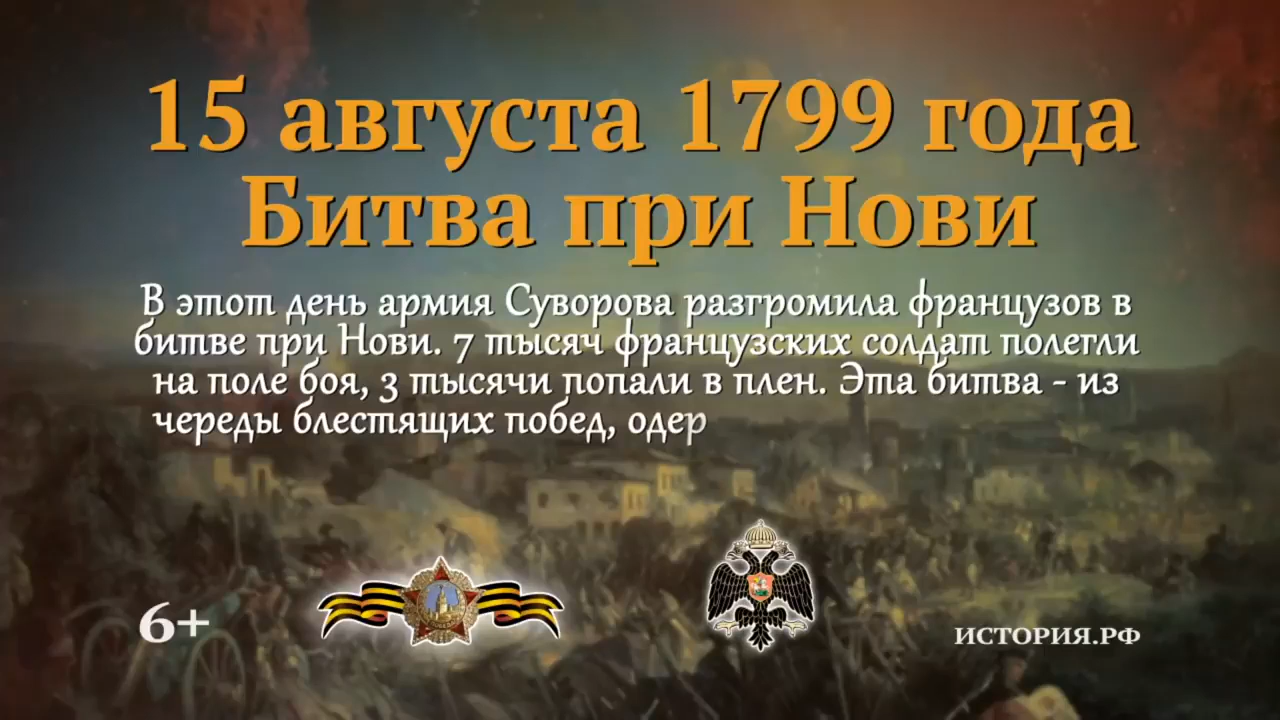 15 августа 1799 года
Битва при Нови
В этот день армия Суворова разгромила французов в
битве при Нови. 7 тысяч французских солдат полегли
на поле боя, 3 тысячи попали в плен. Эта битва - из
череды блестящих побед, одер
6+
ИСТОРИЯ.РФ